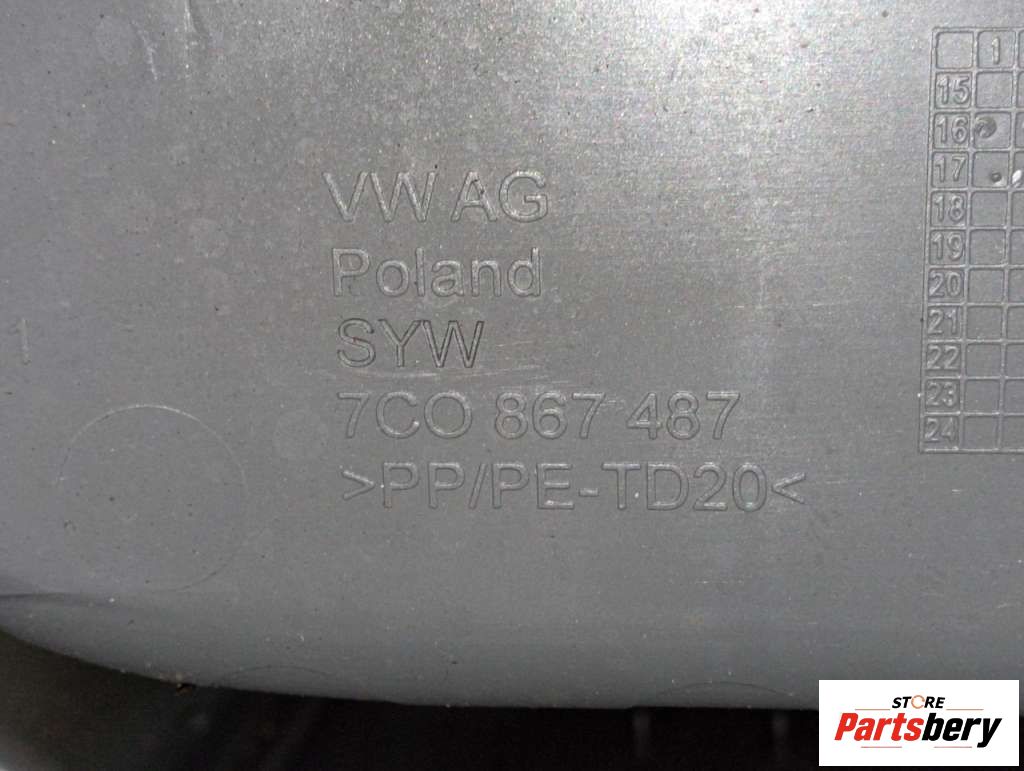 VW AG
Poland
SYW
7C0 867 487
>PP/PE-TD20<
1
15
16
17
18
19
20
21
22
23
24
STORE
Partsbery